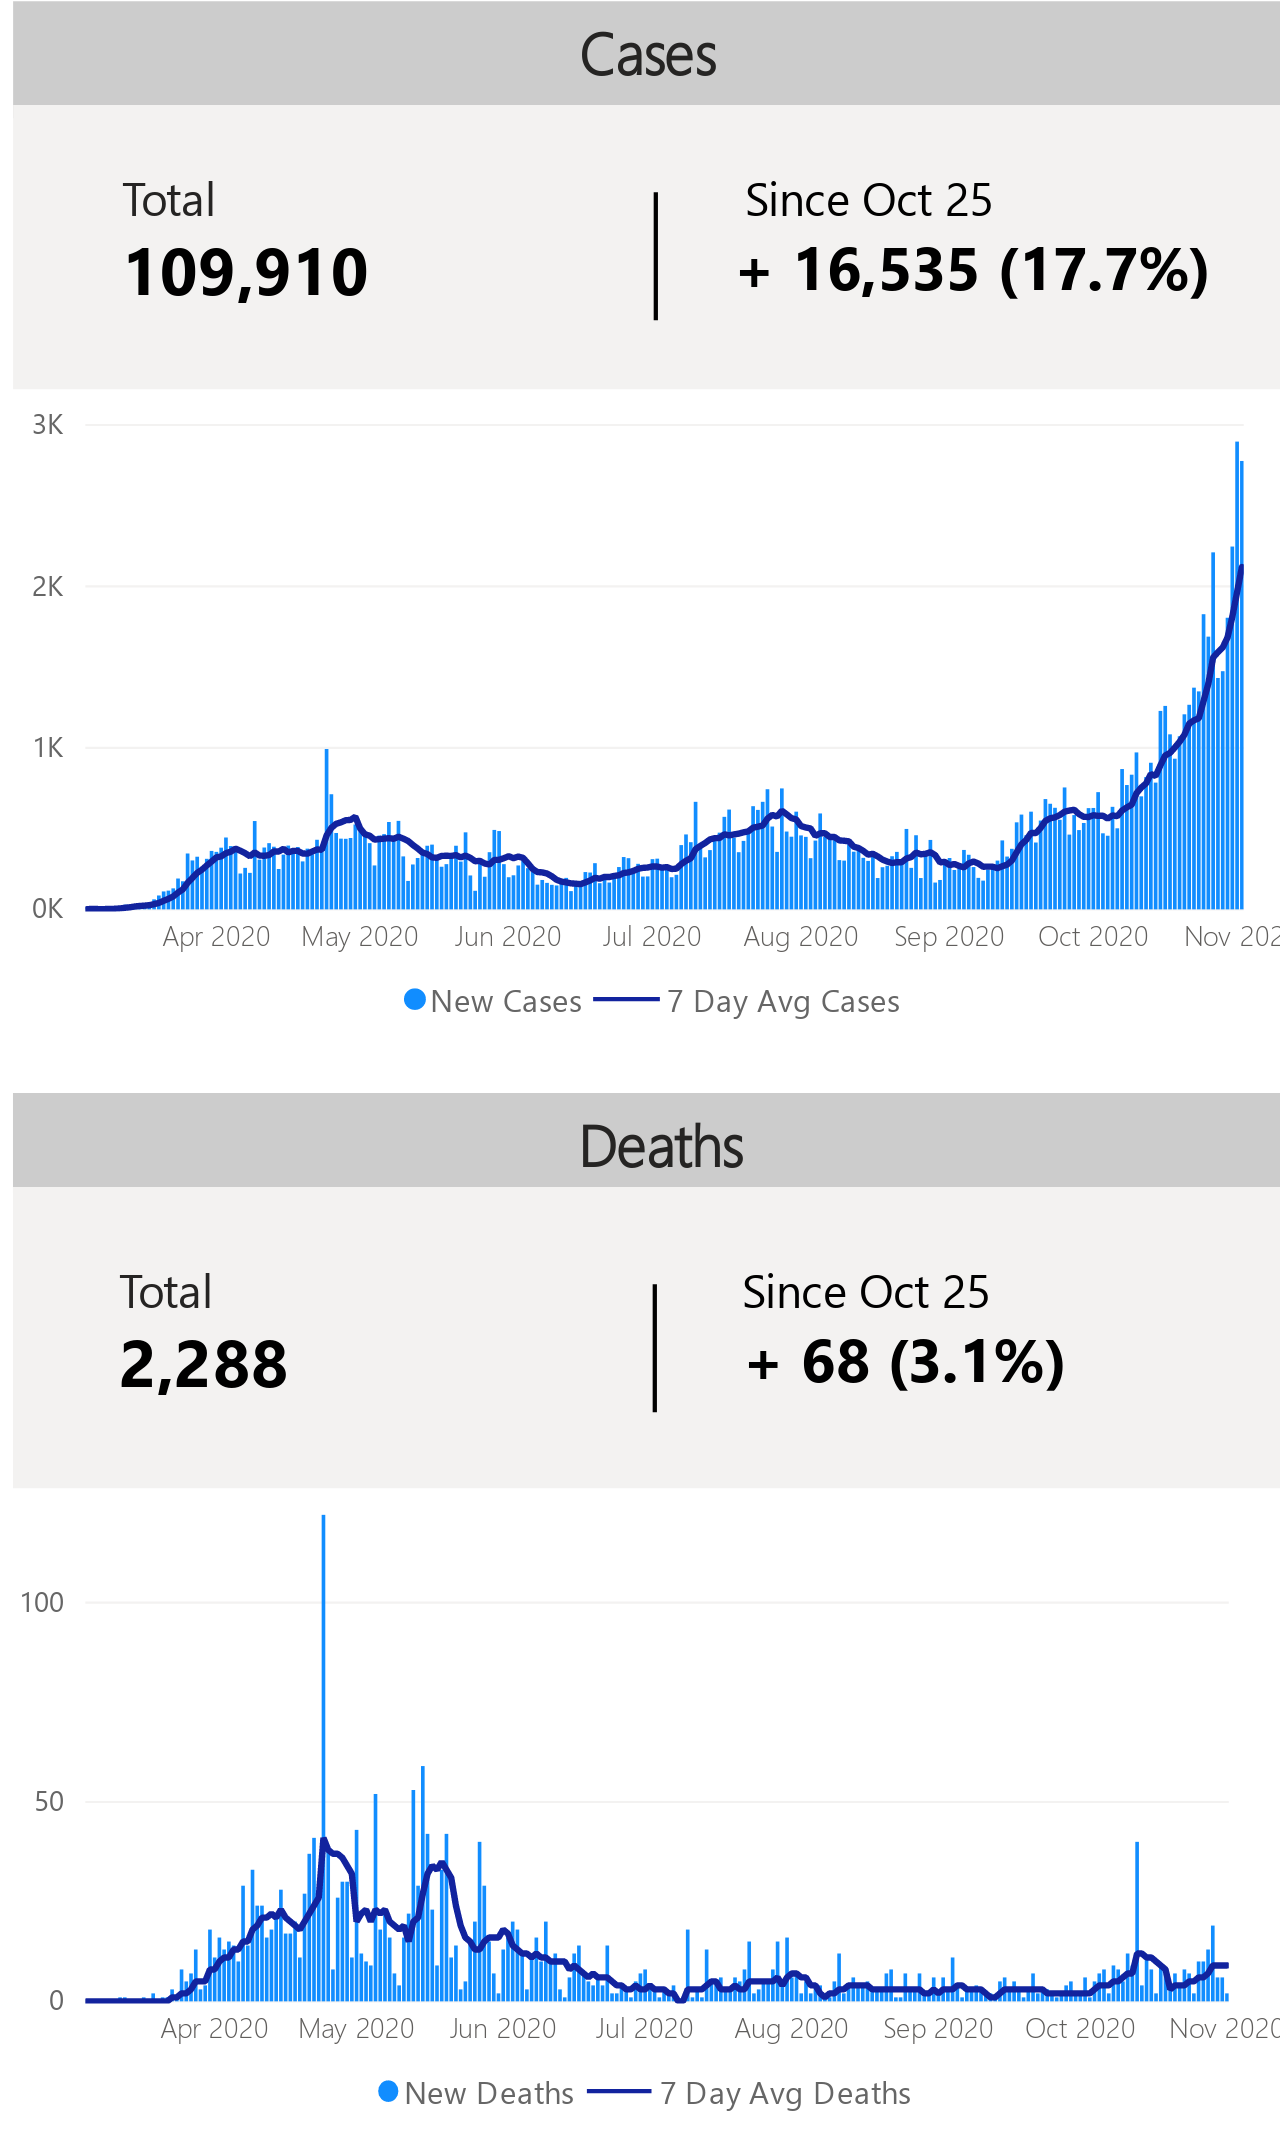 Cases
Total
Since Oct 25
109,910
+ 16,535 (17.7%)
3K
2K
1K
0K
Apr 2020 May 2020 Jun 2020 Jul 2020 Aug 2020 Sep 2020 Oct 2020 Nov 202
New Cases 7 Day Avg Cases
Deaths
Total
Since Oct 25
2,288
+ 68 (3.1%)
100
50
0
Apr 2020 May 2020 Jun 2020 Jul 2020 Aug 2020 Sep 2020 Oct 2020 Nov 2020
New Deaths 7 Day Avg Deaths